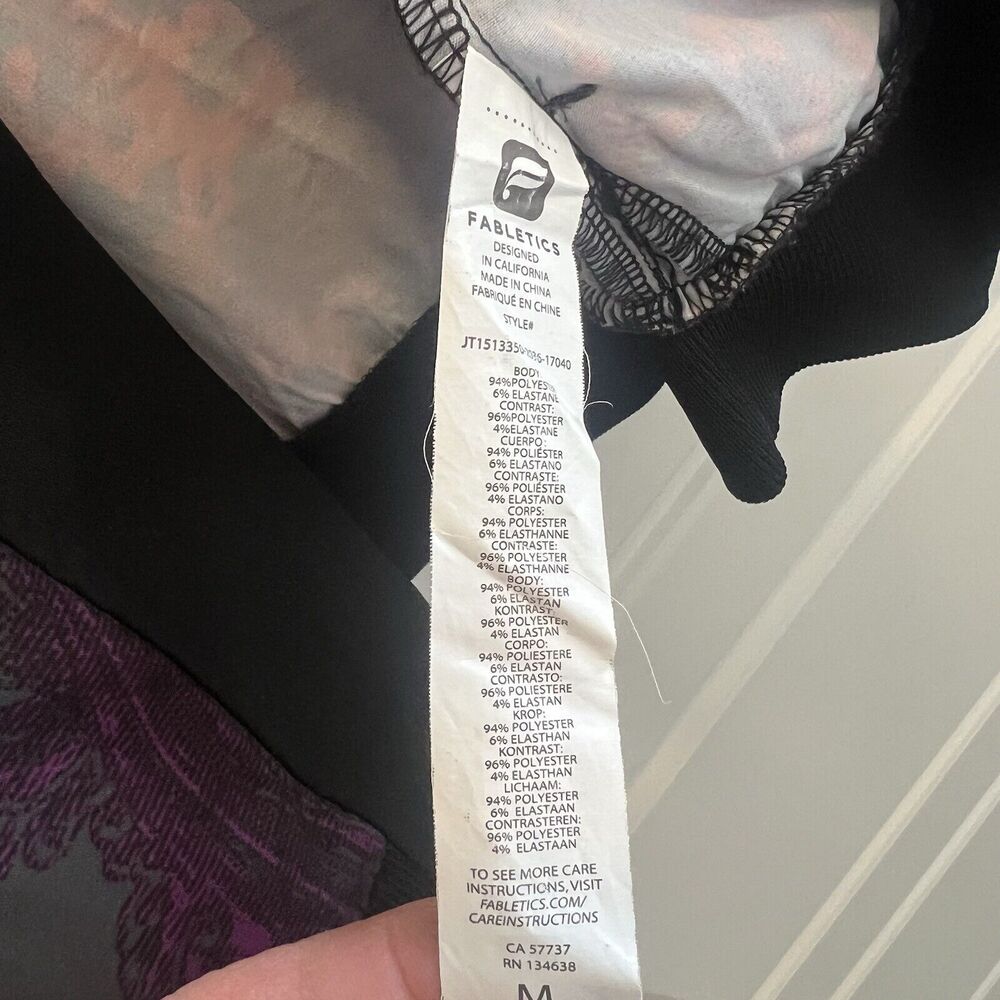 FABLETICS
DESIGNED
IN CALIFORNIA
MADE IN CHINA
FABRIQUÉ EN CHINE
STYLE#
BODY
6% ELASTANE
CONTRAST:
96%POLYESTER
4%ELASTANE
CUERPO:
94% POLIÉSTER
6% ELASTANO
CONTRASTE:
96% POLIÉSTER
4% ELASTANO
CORPS:
94% POLYESTER
6% ELASTHANNE
CONTRASTE:
96% POLYESTER
4% ELASTHANNE
BODY:
94% POLYESTER
6% ELASTAN
KONTRAST:
96% POLYESTER
4% ELASTAN
CORPO:
94% POLIESTERE
6% ELASTAN
CONTRASTO:
96% POLIESTERE
4% ELASTAN
KROP:
94% POLYESTER
6% ELASTHAN
KONTRAST:
96% POLYESTER
4% ELASTHAN
LICHAAM:
94% POLYESTER
6% ELASTAAN
CONTRASTEREN:
96% POLYESTER
4% ELASTAAN
TO SEE MORE CARE
INSTRUCTIONS, VISIT
FABLETICS.COM/
CAREINSTRUCTIONS
CA 57737
RN 134638
M